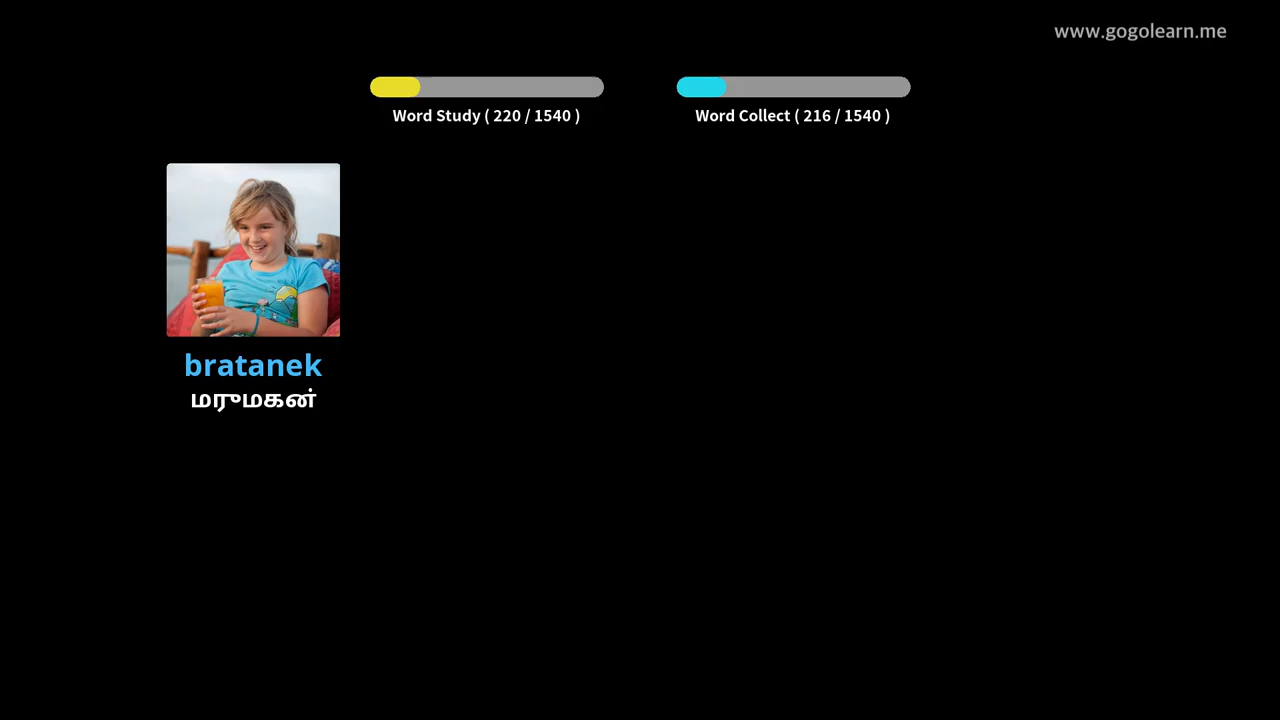 www.gogolearn.me
Word Study ( 220 / 1540 )
Word Collect ( 216 / 1540 )
bratanek
மருமகன்